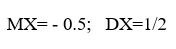 MX= - 0.5;   DX=1/2